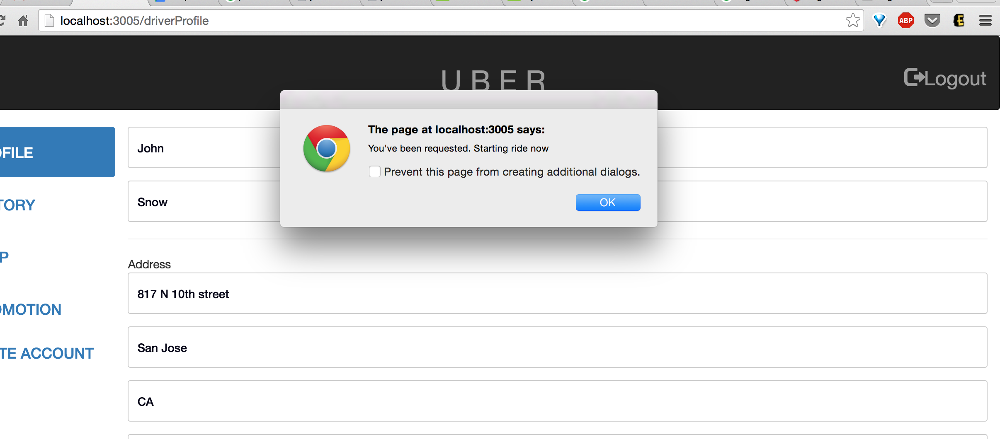 localhost:3005/driverProfile
ABP
E
UBER
Logout
The page at localhost:3005 says:
You've been requested. Starting ride now
Prevent this page from creating additional dialogs.
OK
OFILE
John
TORY
Snow
P
Address
817 N 10th street
OMOTION
San Jose
TE ACCOUNT
CA